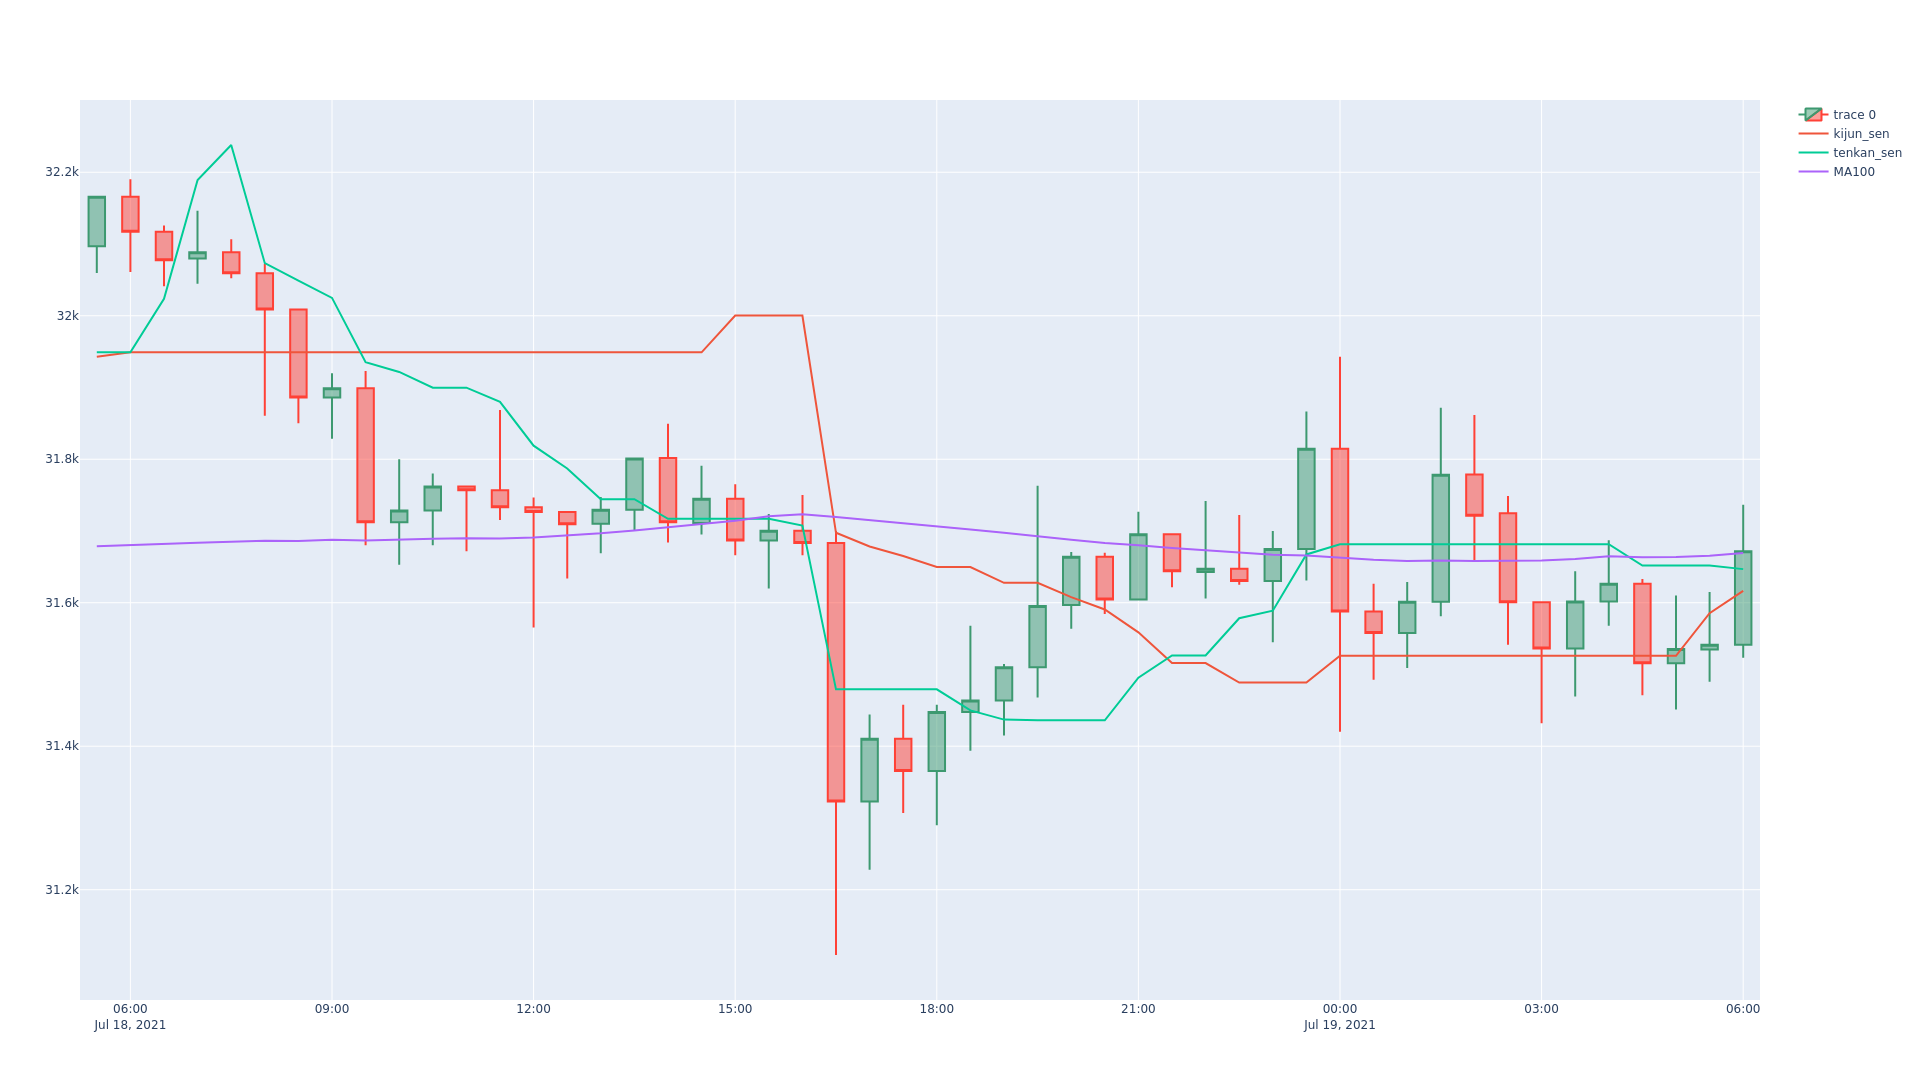 trace 0
kijun_sen
tenkan_sen
MA100
32.2k
32k
31.8k
31.6k
31.4k
31.2k
06:00 09:00 12:00 15:00 18:00 21:00 00:00 03:00 06:00
Jul 18, 2021 Jul 19, 2021